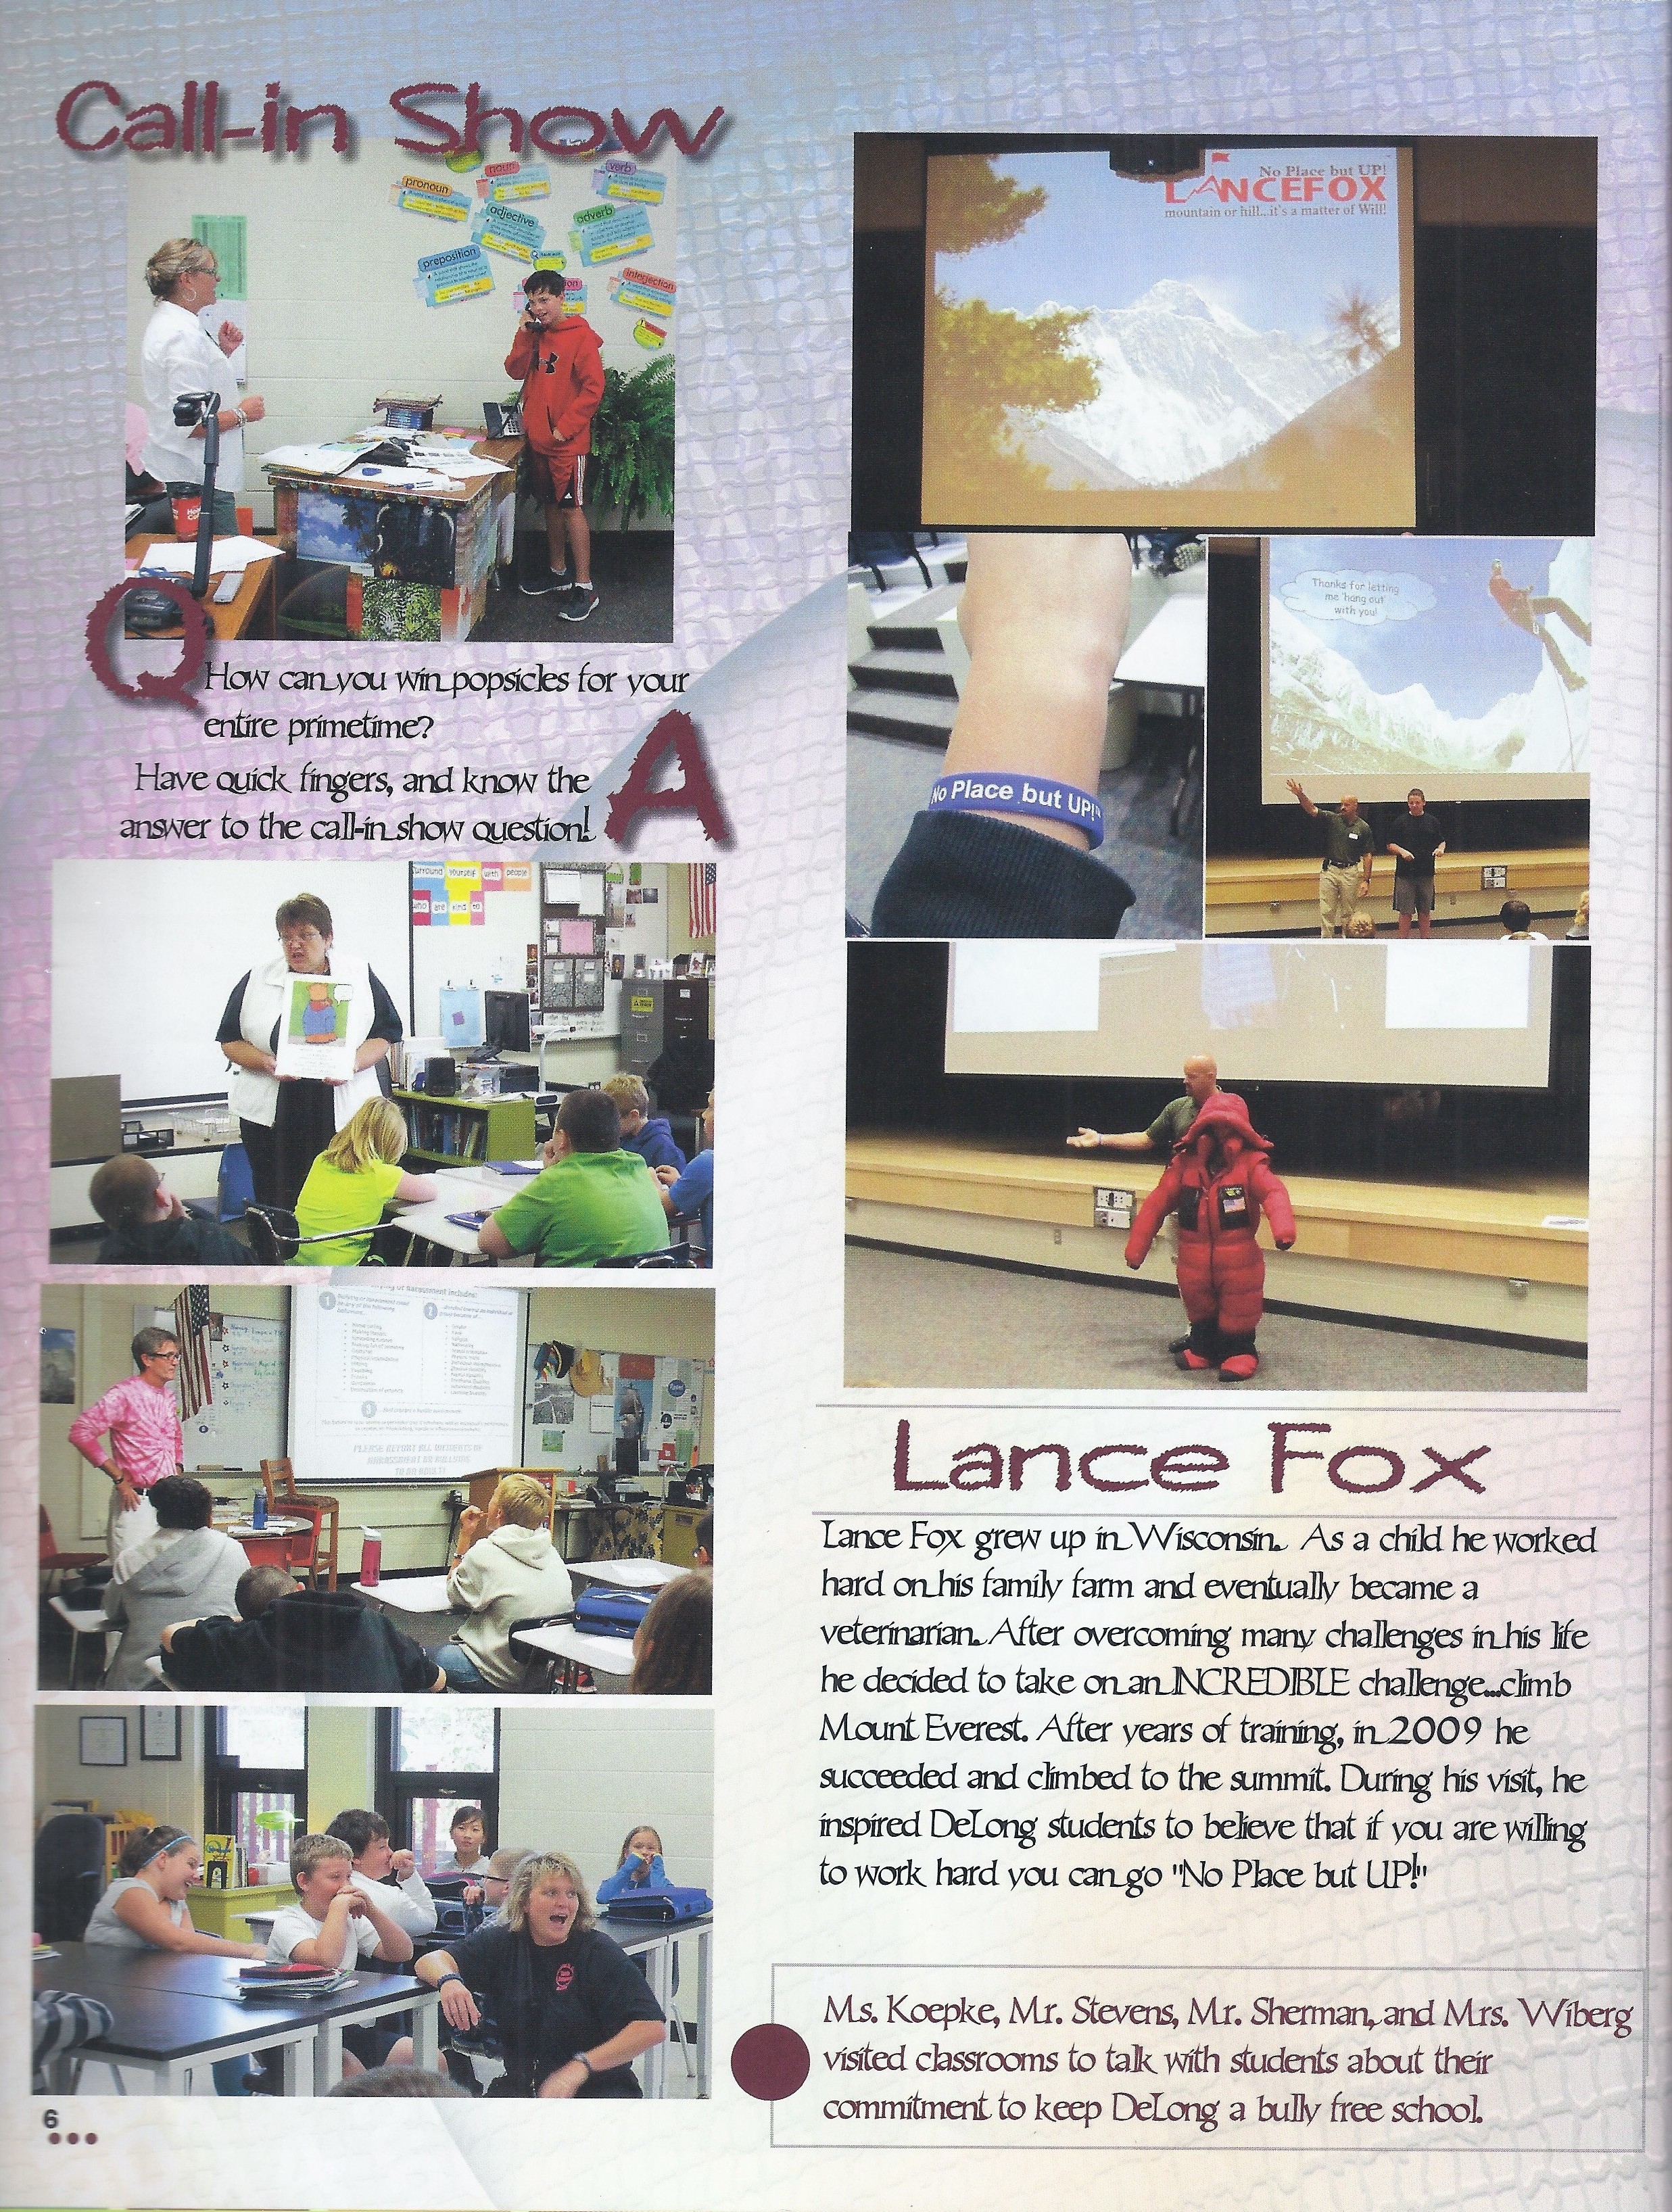 Call-in Show
noun
verb
pronoun
adjective
adverb
preposition
interjection
Q
How can you win popsicles for your
entire primetime?
A
Have quick fingers, and know the
answer to the call-in show question!
surround yourself with people
who are kind to
harassment includes:
1
2
3
PLEASE REPORT ALL INCIDENTS OF
HARASSMENT OR BULLYING
TO AN ADULT!
6
No Place but UP!
LANCEFOX
mountain or hill...it's a matter of Will!
No Place but UP!
Thanks for letting
me 'hang out'
with you!
Lance Fox
Lance Fox grew up in Wisconsin. As a child he worked
hard on his family farm and eventually became a
veterinarian. After overcoming many challenges in his life
he decided to take on an INCREDIBLE challenge...climb
Mount Everest. After years of training, in 2009 he
succeeded and climbed to the summit. During his visit, he
inspired DeLong students to believe that if you are willing
to work hard you can go "No Place but UP!"
Ms. Koepke, Mr. Stevens, Mr. Sherman, and Mrs. Wiberg
visited classrooms to talk with students about their
commitment to keep DeLong a bully free school.